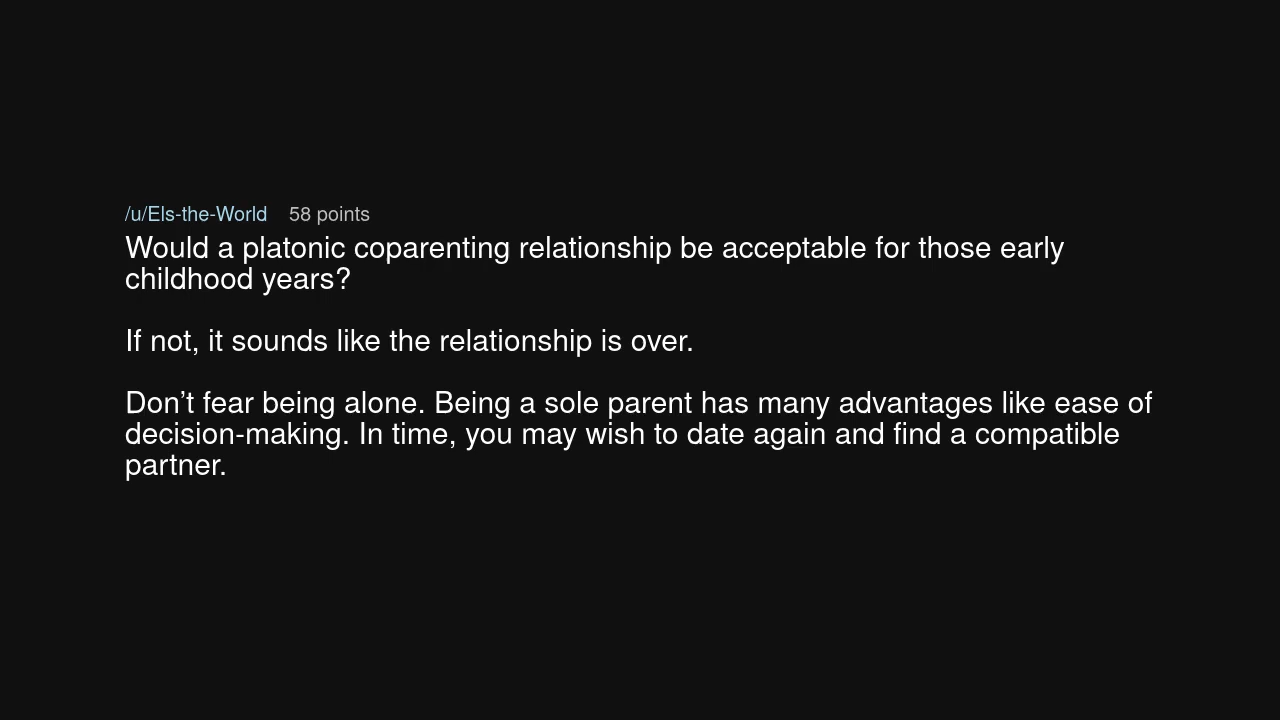 /u/Els-the-World 58 points
Would a platonic coparenting relationship be acceptable for those early
childhood years?
If not, it sounds like the relationship is over.
Don’t fear being alone. Being a sole parent has many advantages like ease of
decision-making. In time, you may wish to date again and find a compatible
partner.